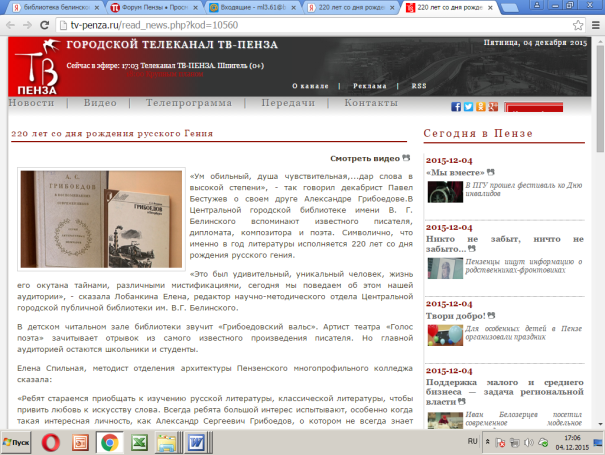 библиотека белинско
Форум Пензы • Прос
220 лет со дня рожде
220 лет со дня рожден
tv-penza.ru/read_news.php?kod=10560
ТВ
ПЕНЗА
ГОРОДСКОЙ ТЕЛЕКАНАЛ ТВ-ПЕНЗА
Пятница, 04 декабря 2015
Сейчас в эфире: 17:03 Телеканал ТВ-ПЕНЗА. Шпигель (0+)
О канале | Реклама | RSS
Новости | Видео | Телепрограмма | Передачи | Контакты
220 лет со дня рождения русского Гения
Смотреть видео
А. С.
ГРИБОЕДОВ
ГРИБОЕДОВ
«Ум обильный, душа чувствительная,...дар слова в
высокой степени», - так говорил декабрист Павел
Бестужев о своем друге Александре Грибоедове.В
Центральной городской библиотеке имени В. Г.
Белинского вспоминают известного писателя,
дипломата, композитора и поэта. Символично, что
именно в год литературы исполняется 220 лет со дня
рождения русского гения.
«Это был удивительный, уникальный человек, жизнь
его окутана тайнами, различными мистификациями, сегодня мы поведаем об этом нашей
аудитории», - сказала Лобанкина Елена, редактор научно-методического отдела Центральной
городской публичной библиотеки им. В.Г. Белинского.
В детском читальном зале библиотеки звучит «Грибоедовский вальс». Артист театра «Голос
поэта» зачитывает отрывок из самого известного произведения писателя. Но главной
аудиторией остаются школьники и студенты.
Елена Спильная, методист отделения архитектуры Пензенского многопрофильного колледжа
сказала:
«Ребят стараемся приобщать к изучению русской литературы, классической литературы, чтобы
привить любовь к искусству слова. Всегда ребята большой интерес испытывают, особенно когда
такая интересная личность, как Александр Сергеевич Грибоедов, о котором не всегда знает
Сегодня в Пензе
2015-12-04
«Мы вместе»
В ПГУ прошел фестиваль ко Дню
инвалидов
2015-12-04
Никто не забыт, ничто не
забыто...
Пензенцы ищут информацию о
родственниках-фронтовиках
2015-12-04
Твори добро!
Для особенных детей в Пензе
организовали праздник
2015-12-04
Поддержка малого и среднего
бизнеса — задача региональной
власти
Иван Белозерцев посетил
современное модельное
Пуск
RU
17:06
04.12.2015